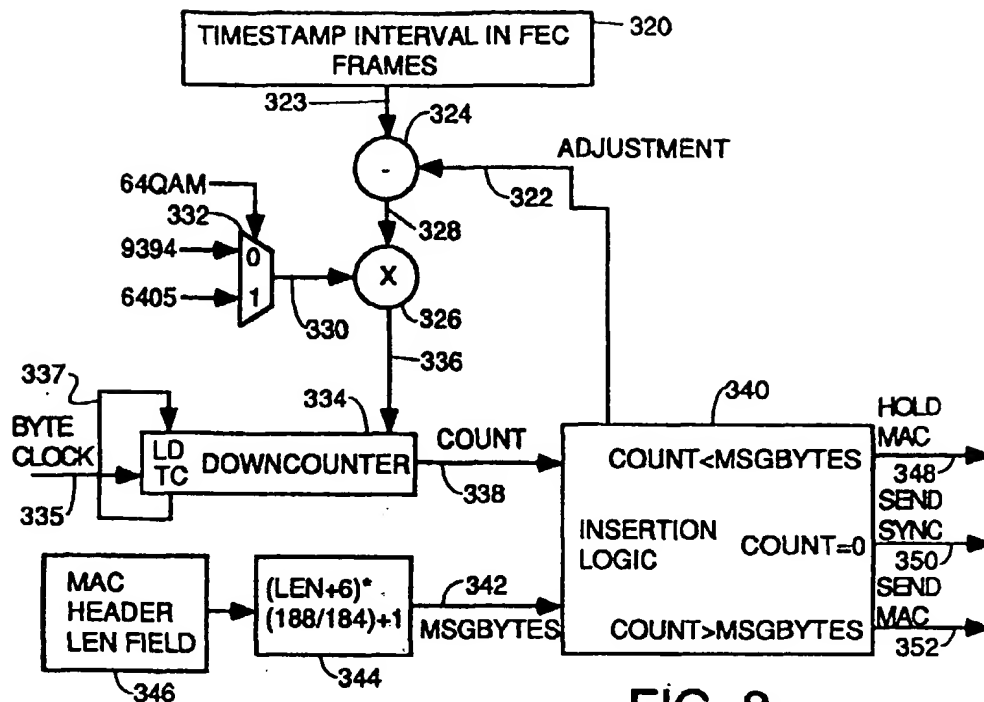 TIMESTAMP INTERVAL IN FEC
FRAMES
320
323
324
-
ADJUSTMENT
322
64QAM
332
328
9394
0
X
6405
1
330
326
336
337
334
340
HOLD
MAC
BYTE
CLOCK
LD
TC
DOWNCOUNTER
COUNT
COUNT<MSGBYTES
348
335
338
SEND
SYNC
INSERTION
LOGIC
COUNT=0
350
MAC
HEADER
LEN FIELD
(LEN+6)*
(188/184)+1
342
MSGBYTES
SEND
MAC
COUNT>MSGBYTES
352
346
344